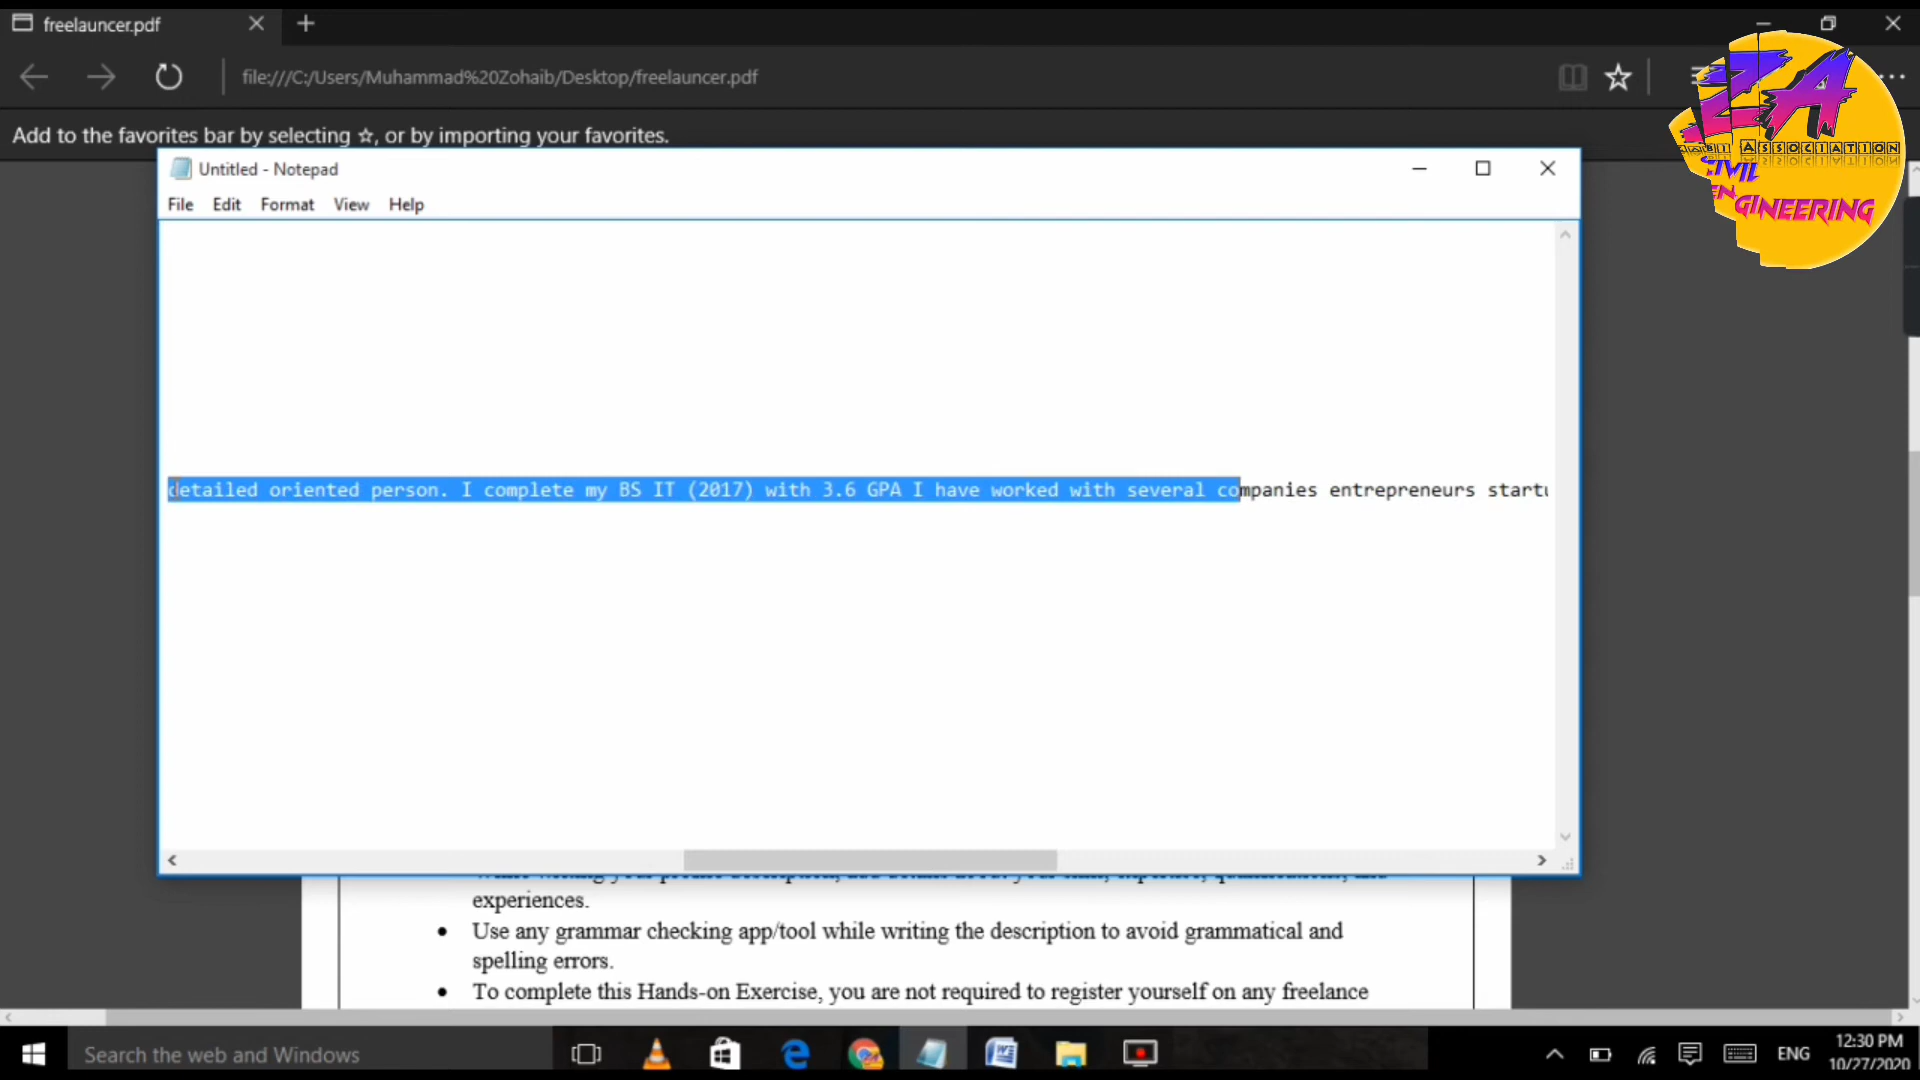 freelauncer.pdf
file:///C:/Users/Muhammad%20Zohaib/Desktop/freelauncer.pdf
Add to the favorites bar by selecting ☆, or by importing your favorites.
ZA
ASSOCIATION
CIVIL
ENGINEERING
Untitled - Notepad
File Edit Format View Help
detailed oriented person. I complete my BS IT (2017) with 3.6 GPA I have worked with several companies entrepreneurs startu
experiences.
• Use any grammar checking app/tool while writing the description to avoid grammatical and
spelling errors.
• To complete this Hands-on Exercise, you are not required to register yourself on any freelance
Search the web and Windows
ENG
12:30 PM
10/27/2020